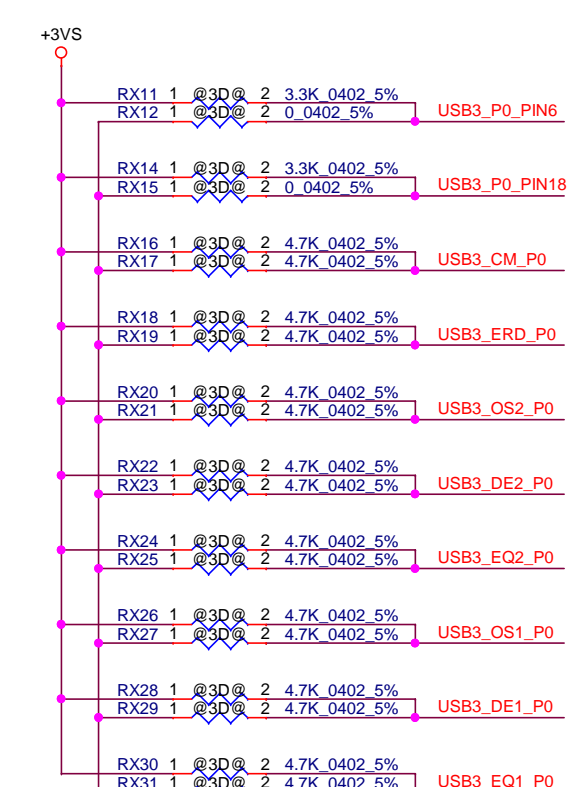 +3VS
RX11 1 @3D@ 2 3.3K_0402_5%
RX12 1 @3D@ 2 0_0402_5% USB3_P0_PIN6
RX14 1 @3D@ 2 3.3K_0402_5%
RX15 1 @3D@ 2 0_0402_5% USB3_P0_PIN18
RX16 1 @3D@ 2 4.7K_0402_5%
RX17 1 @3D@ 2 4.7K_0402_5% USB3_CM_P0
RX18 1 @3D@ 2 4.7K_0402_5%
RX19 1 @3D@ 2 4.7K_0402_5% USB3_ERD_P0
RX20 1 @3D@ 2 4.7K_0402_5%
RX21 1 @3D@ 2 4.7K_0402_5% USB3_OS2_P0
RX22 1 @3D@ 2 4.7K_0402_5%
RX23 1 @3D@ 2 4.7K_0402_5% USB3_DE2_P0
RX24 1 @3D@ 2 4.7K_0402_5%
RX25 1 @3D@ 2 4.7K_0402_5% USB3_EQ2_P0
RX26 1 @3D@ 2 4.7K_0402_5%
RX27 1 @3D@ 2 4.7K_0402_5% USB3_OS1_P0
RX28 1 @3D@ 2 4.7K_0402_5%
RX29 1 @3D@ 2 4.7K_0402_5% USB3_DE1_P0
RX30 1 @3D@ 2 4.7K_0402_5%
RX31 1 @3D@ 2 4.7K_0402_5% USB3_EQ1_P0